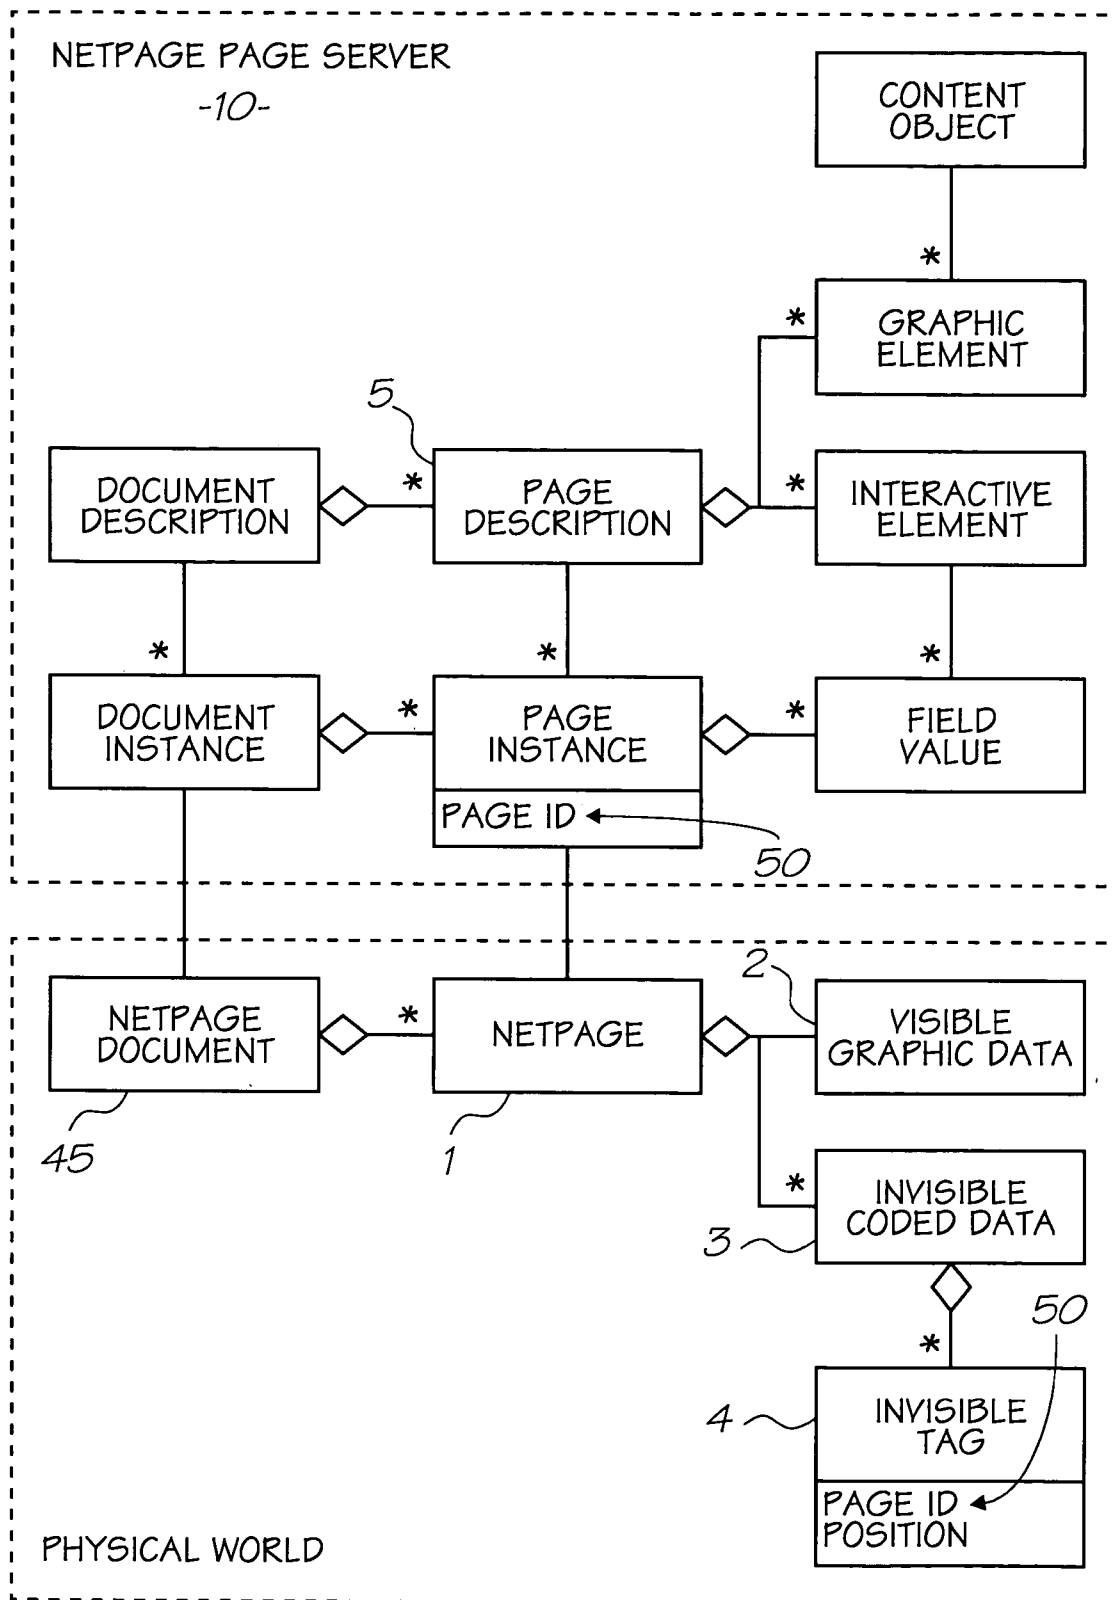 NETPAGE PAGE SERVER
-10-
CONTENT
OBJECT
*
GRAPHIC
ELEMENT
*
5
DOCUMENT
DESCRIPTION
*
PAGE
DESCRIPTION
*
INTERACTIVE
ELEMENT
*
*
*
DOCUMENT
INSTANCE
*
PAGE
INSTANCE
*
FIELD
VALUE
PAGE ID
50
NETPAGE
DOCUMENT
*
NETPAGE
2
VISIBLE
GRAPHIC DATA
45
1
*
INVISIBLE
CODED DATA
3
50
*
4
INVISIBLE
TAG
PAGE ID
POSITION
PHYSICAL WORLD